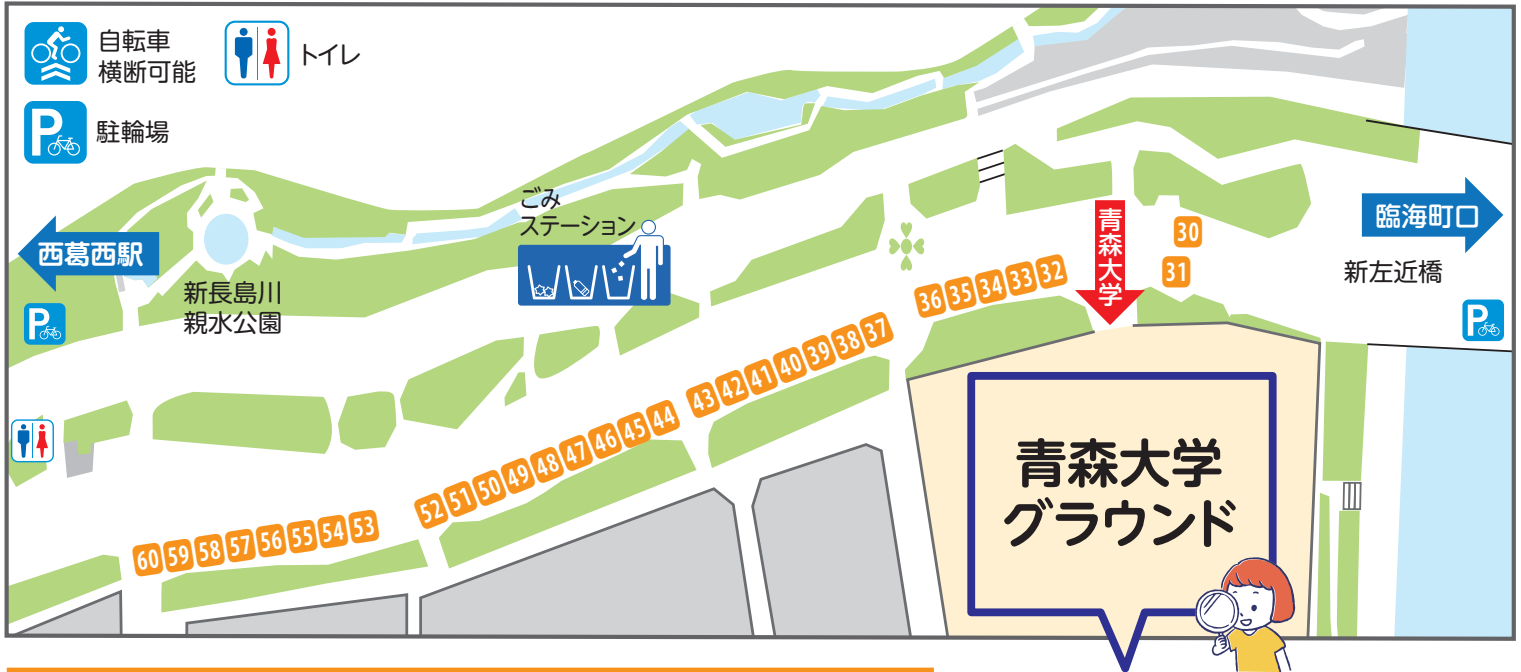 自転車
横断可能
トイレ
P
駐輪場
ごみ
ステーション
西葛西駅
P
新長島川
親水公園
青森大学
臨海町口
新左近橋
P
30
31
36 35 34 33 32
43 42 41 40 39 38 37
52 51 50 49 48 47 46 45 44
60 59 58 57 56 55 54 53
青森大学
グラウンド